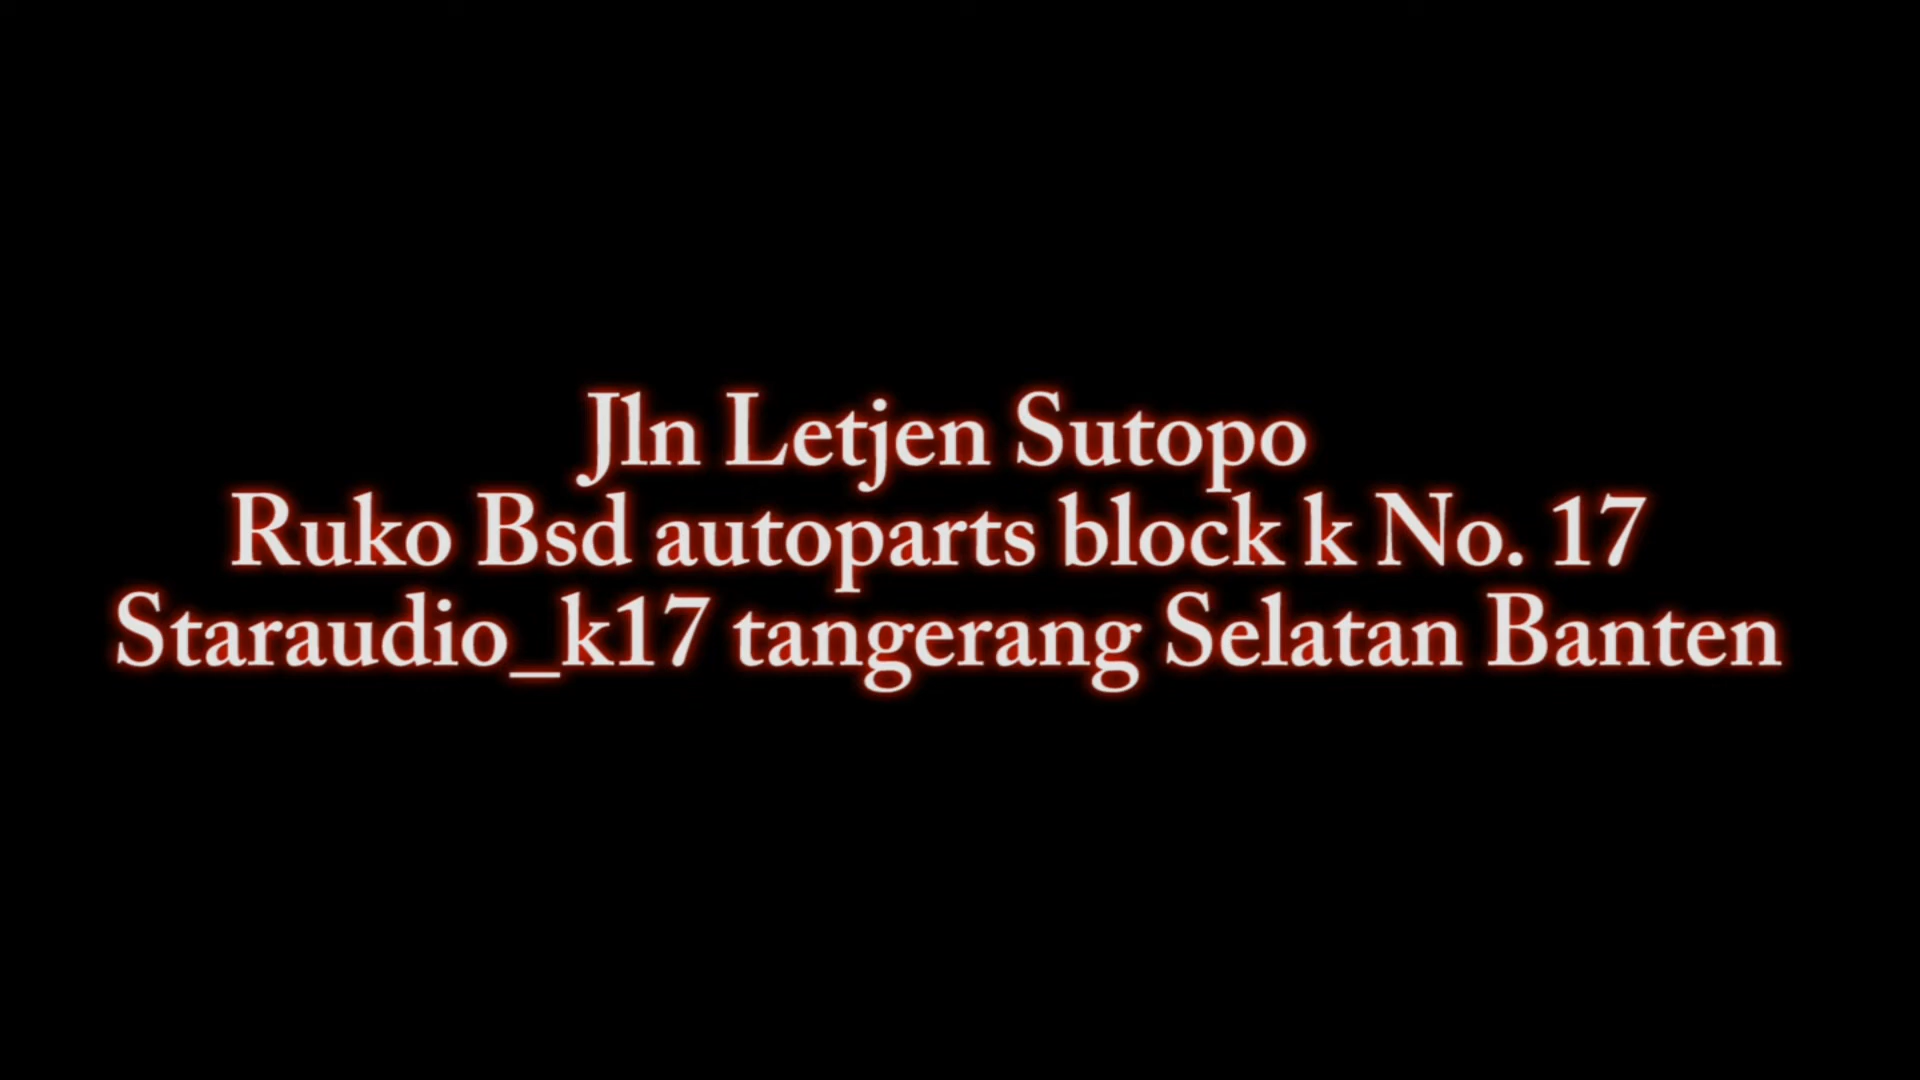 Jln Letjen Sutopo
Ruko Bsd autoparts block k No. 17
Staraudio_k17 tangerang Selatan Banten